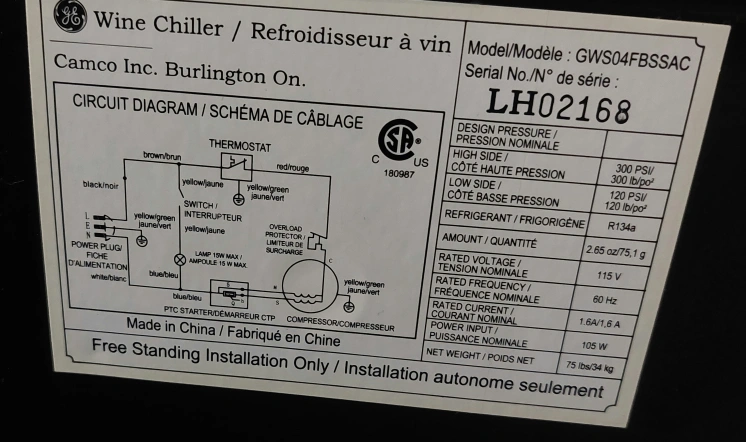 GE
Wine Chiller / Refroidisseur à vin
Camco Inc. Burlington On.
CIRCUIT DIAGRAM / SCHÉMA DE CÂBLAGE
CSA®
C US
180987
THERMOSTAT
brown/brun
red/rouge
black/noir
yellow/jaune
yellow/green
jaune/vert
SWITCH /
INTERRUPTEUR
yellow/green
jaune/vert
L
E
N
yellow/jaune
OVERLOAD
PROTECTOR /
LIMITEUR DE
SURCHARGE
POWER PLUG/
FICHE
D'ALIMENTATION
LAMP 15W MAX /
AMPOULE 15 W MAX.
white/blanc
blue/bleu
blue/bleu
C
S
yellow/green
jaune/vert
PTC STARTER/DÉMARREUR CTP
COMPRESSOR/COMPRESSEUR
Made in China / Fabriqué en Chine
Free Standing Installation Only / Installation autonome seulement
Model/Modèle : GWS04FBSSAC
Serial No./N° de série :
LH02168
DESIGN PRESSURE /
PRESSION NOMINALE
HIGH SIDE /
CÔTÉ HAUTE PRESSION
300 PSI/
300 lb/po²
LOW SIDE /
CÔTÉ BASSE PRESSION
120 PSI/
120 lb/po²
REFRIGERANT / FRIGORIGÈNE
R134a
AMOUNT / QUANTITÉ
2.65 oz/75,1 g
RATED VOLTAGE /
TENSION NOMINALE
115 V
RATED FREQUENCY /
FRÉQUENCE NOMINALE
60 Hz
RATED CURRENT /
COURANT NOMINAL
1.6A/1,6 A
POWER INPUT /
PUISSANCE NOMINALE
105 W
NET WEIGHT / POIDS NET
75 lbs/34 kg